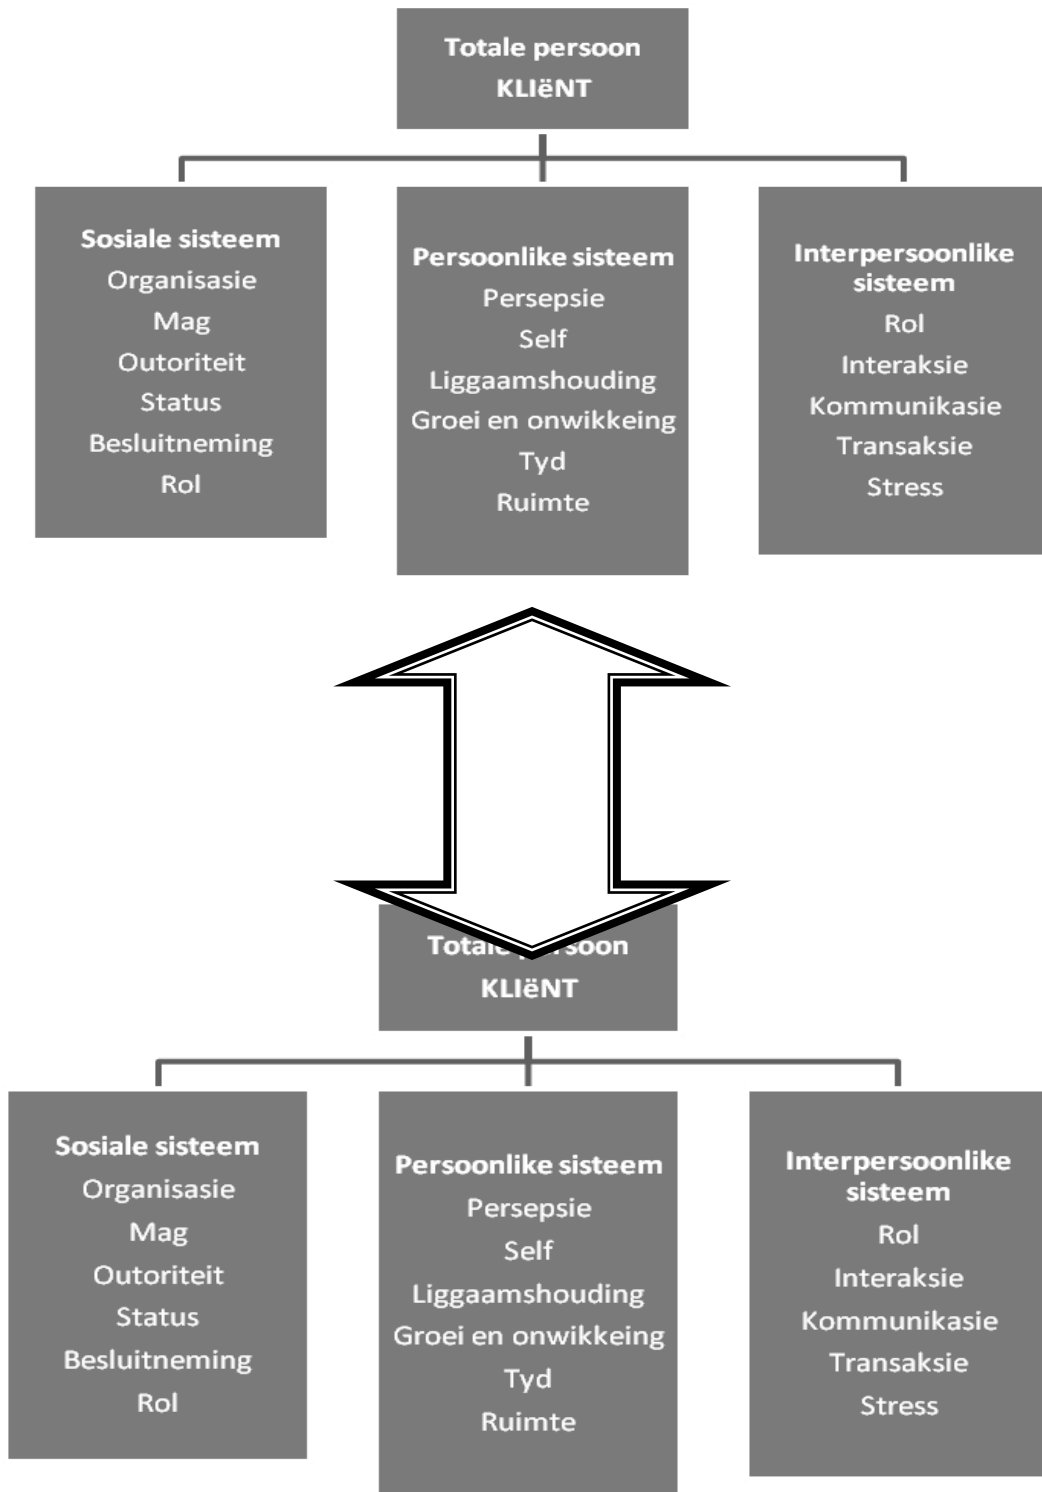 Totale persoon
KLIëNT
Sosiale sisteem
Organisasie
Mag
Outoriteit
Status
Besluitneming
Rol
Persoonlike sisteem
Persepsie
Self
Liggaamshouding
Groei en onwikkeing
Tyd
Ruimte
Interpersoonlike
sisteem
Rol
Interaksie
Kommunikasie
Transaksie
Stress
Totale persoon
KLIëNT
Sosiale sisteem
Organisasie
Mag
Outoriteit
Status
Besluitneming
Rol
Persoonlike sisteem
Persepsie
Self
Liggaamshouding
Groei en onwikkeing
Tyd
Ruimte
Interpersoonlike
sisteem
Rol
Interaksie
Kommunikasie
Transaksie
Stress